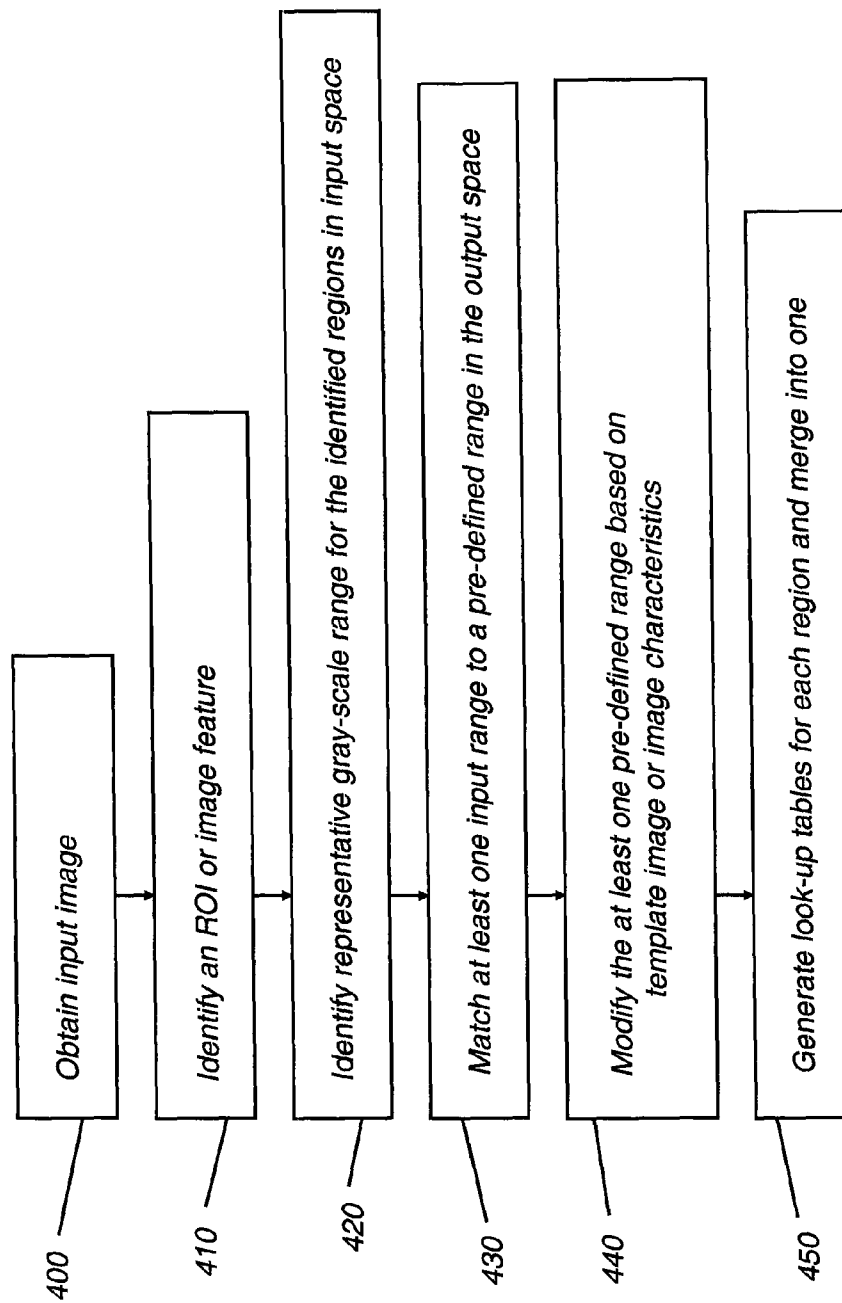 400
Obtain input image
410
Identify an ROI or image feature
420
Identify representative gray-scale range for the identified regions in input space
430
Match at least one input range to a pre-defined range in the output space
440
Modify the at least one pre-defined range based on
template image or image characteristics
450
Generate look-up tables for each region and merge into one